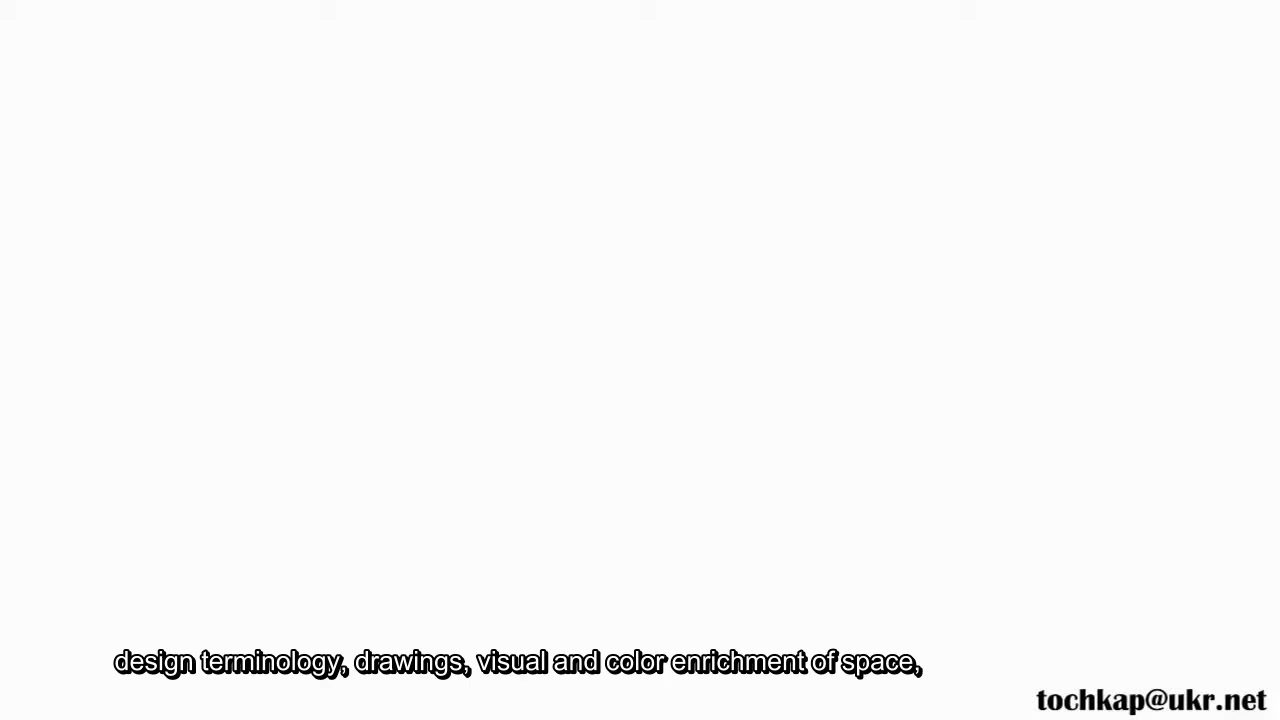 design terminology, drawings, visual and color enrichment of space,
tochkap@ukr.net